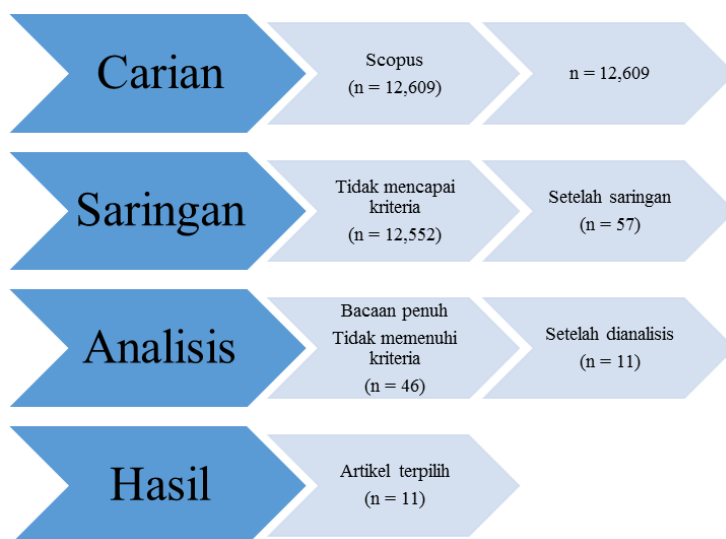 Carian
Scopus
(n = 12,609)
n = 12,609
Saringan
Tidak mencapai
kriteria
(n = 12,552)
Setelah saringan
(n = 57)
Analisis
Bacaan penuh
Tidak memenuhi
kriteria
(n = 46)
Setelah dianalisis
(n = 11)
Hasil
Artikel terpilih
(n = 11)